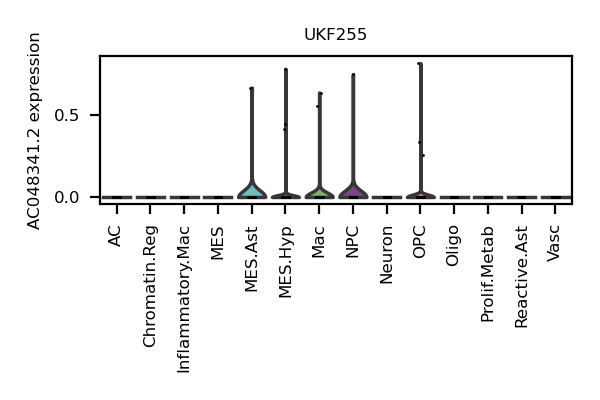 UKF255
AC048341.2 expression
0.5
0.0
AC
Chromatin.Reg
Inflammatory.Mac
MES
MES.Ast
MES.Hyp
Mac
NPC
Neuron
OPC
Oligo
Prolif.Metab
Reactive.Ast
Vasc